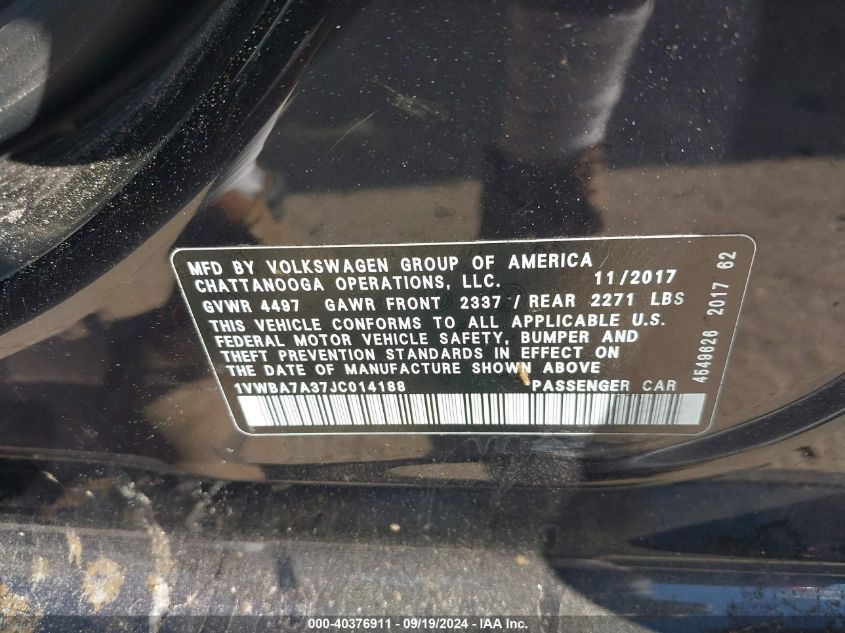 MFD BY VOLKSWAGEN GROUP OF AMERICA
CHATTANOOGA OPERATIONS, LLC. 11/2017
GVWR 4497 GAWR FRONT 2337 / REAR 2271 LBS
THIS VEHICLE CONFORMS TO ALL APPLICABLE U.S.
FEDERAL MOTOR VEHICLE SAFETY, BUMPER AND
THEFT PREVENTION STANDARDS IN EFFECT ON
THE DATE OF MANUFACTURE SHOWN ABOVE
1VWBA7A37JC014188 PASSENGER CAR
4549626 2017 62
000-40376911 - 09/19/2024 - IAA Inc.